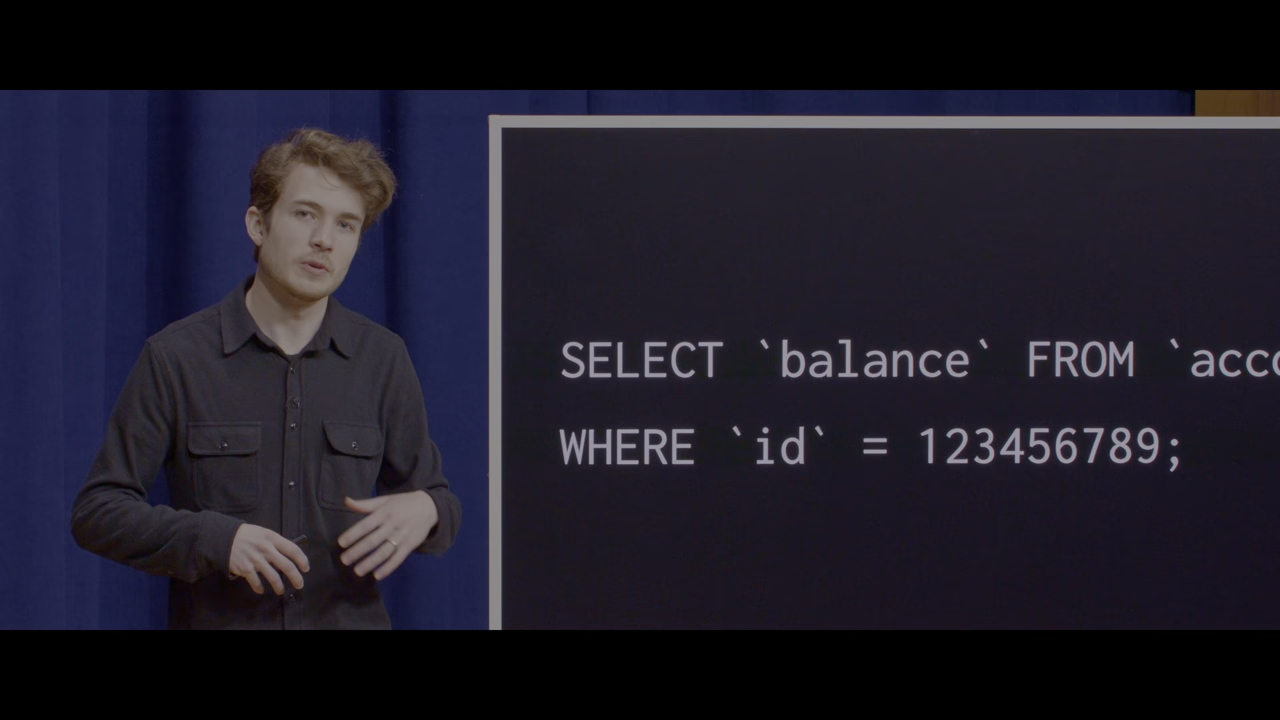 SELECT `balance` FROM `acco
WHERE `id` = 123456789;